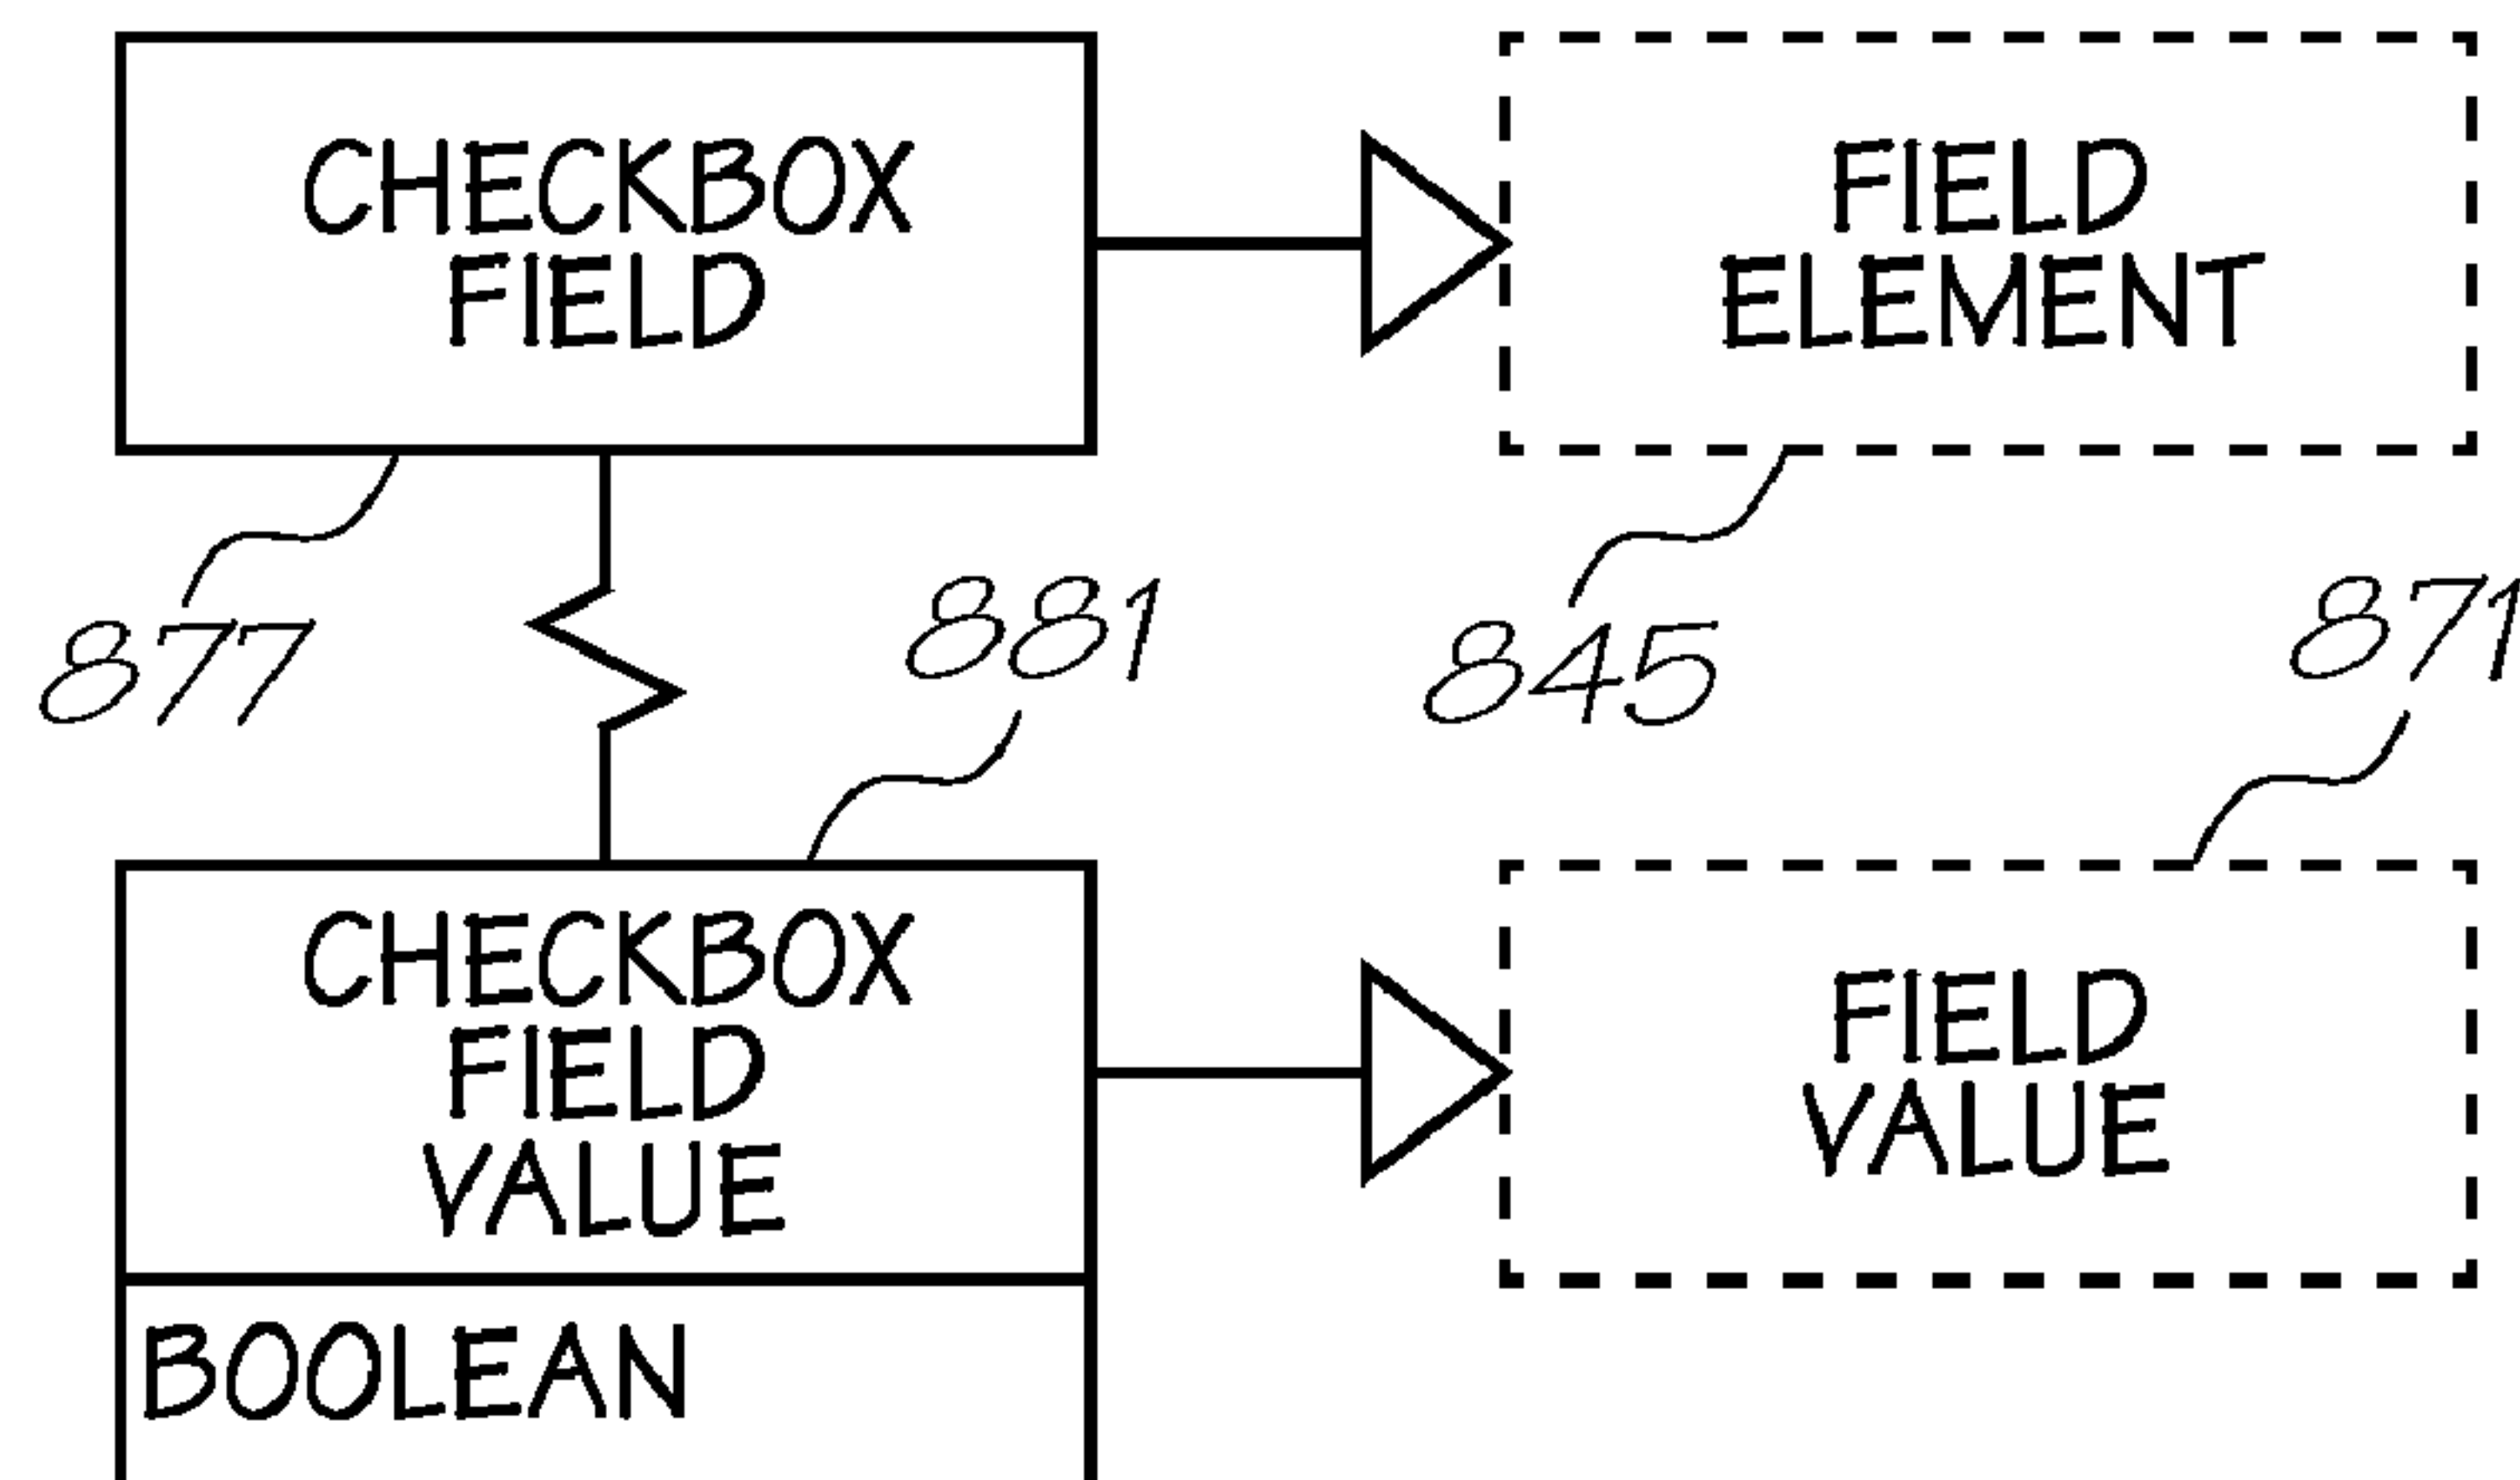 CHECKBOX
FIELD
FIELD
ELEMENT
877
881
845
871
CHECKBOX
FIELD
VALUE
FIELD
VALUE
BOOLEAN